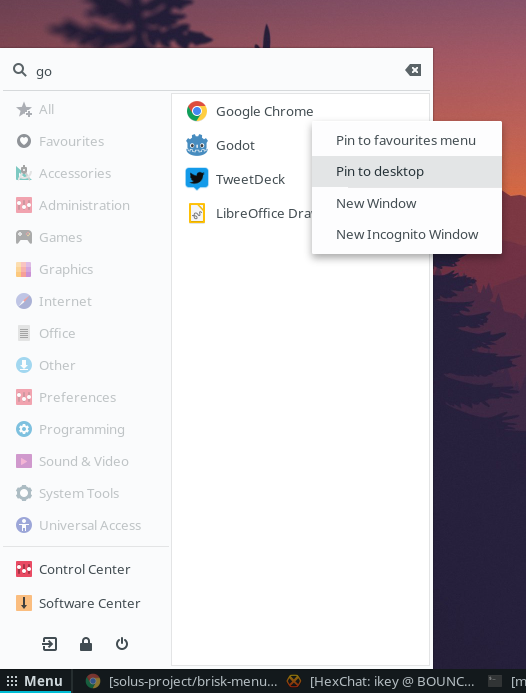 go
All
Favourites
Accessories
Administration
Games
Graphics
Internet
Office
Other
Preferences
Programming
Sound & Video
System Tools
Universal Access
Control Center
Software Center
Google Chrome
Godot
TweetDeck
LibreOffice Dra
Pin to favourites menu
Pin to desktop
New Window
New Incognito Window
Menu
[solus-project/brisk-menu...
[HexChat: ikey @ BOUNC...
[m